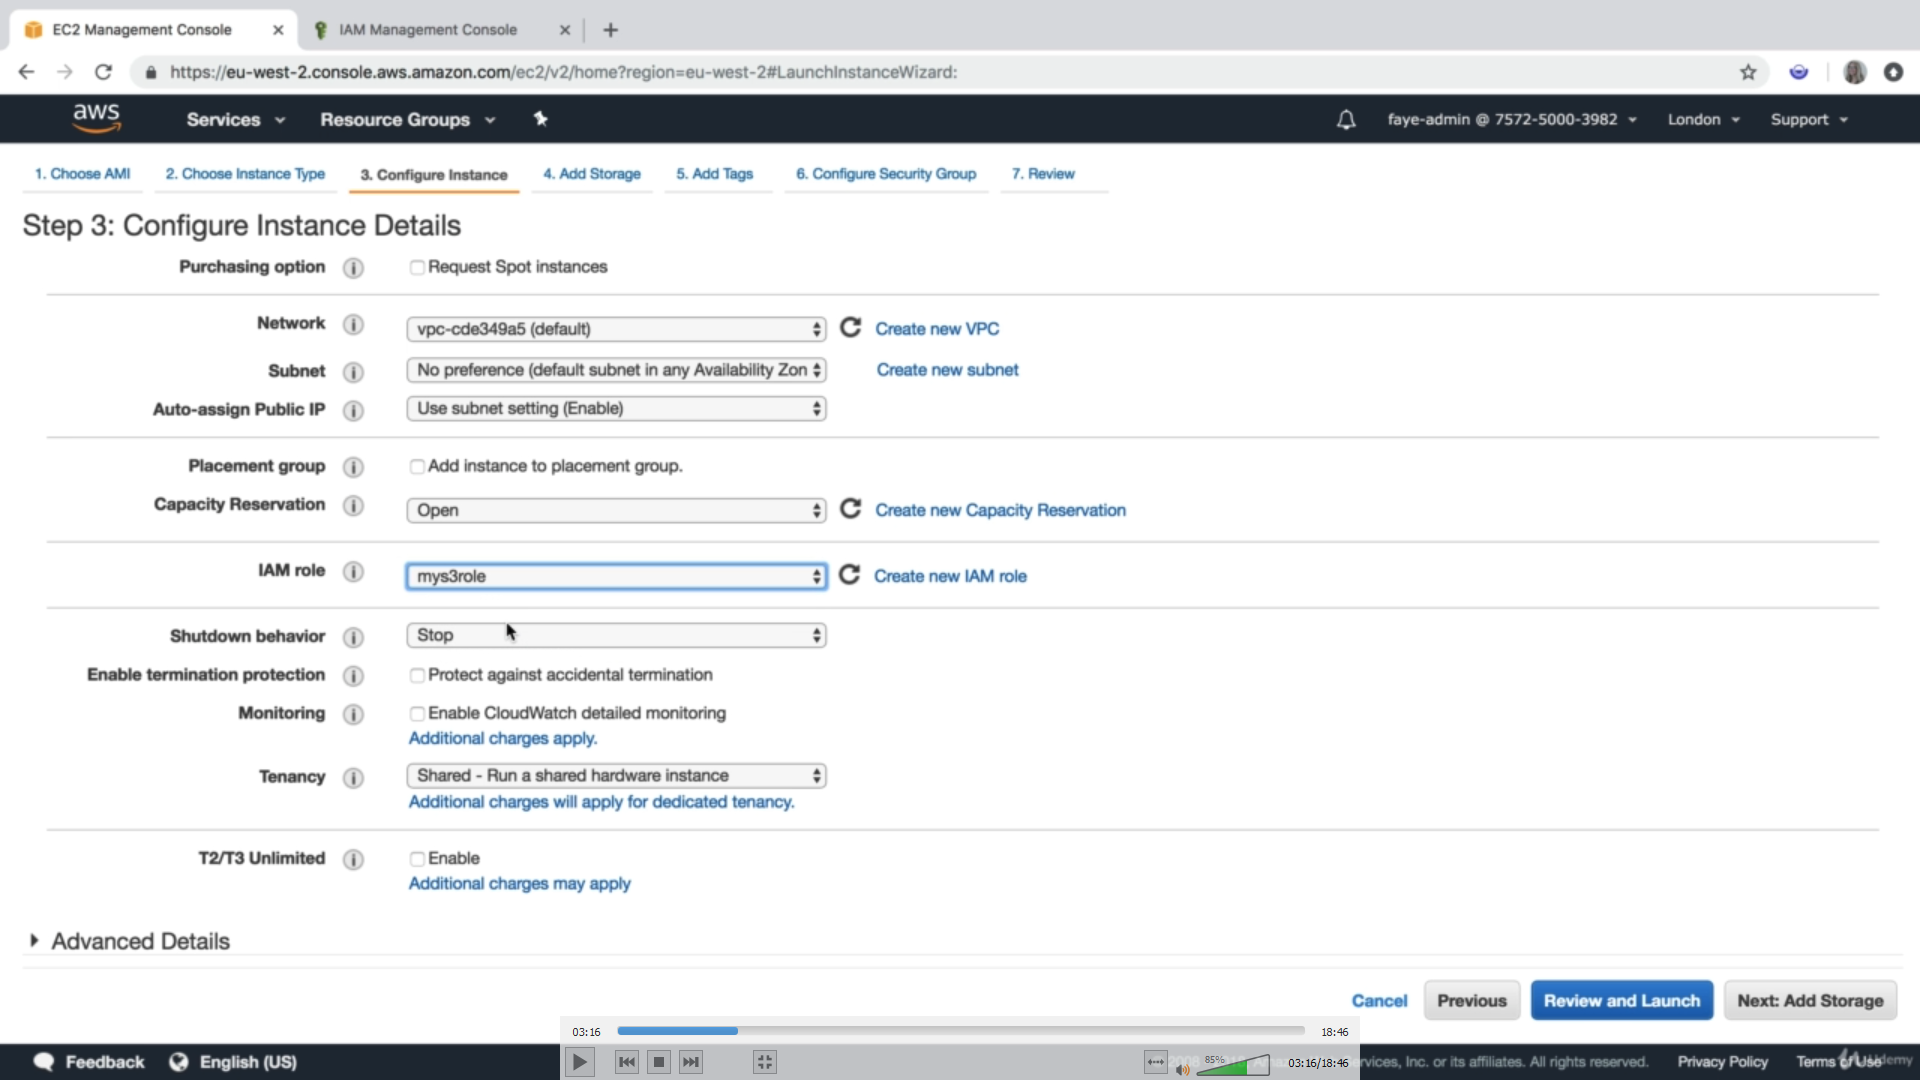 EC2 Management Console
IAM Management Console
https://eu-west-2.console.aws.amazon.com/ec2/v2/home?region=eu-west-2#LaunchInstanceWizard:
aws
Services
Resource Groups
faye-admin @ 7572-5000-3982
London
Support
1. Choose AMI
2. Choose Instance Type
3. Configure Instance
4. Add Storage
5. Add Tags
6. Configure Security Group
7. Review
Step 3: Configure Instance Details
Purchasing option
Request Spot instances
Network
vpc-cde349a5 (default)
Create new VPC
Subnet
No preference (default subnet in any Availability Zon
Create new subnet
Auto-assign Public IP
Use subnet setting (Enable)
Placement group
Add instance to placement group.
Capacity Reservation
Open
Create new Capacity Reservation
IAM role
mys3role
Create new IAM role
Shutdown behavior
Stop
Enable termination protection
Protect against accidental termination
Monitoring
Enable CloudWatch detailed monitoring
Additional charges apply.
Tenancy
Shared - Run a shared hardware instance
Additional charges will apply for dedicated tenancy.
T2/T3 Unlimited
Enable
Additional charges may apply
Advanced Details
Cancel
Previous
Review and Launch
Next: Add Storage
03:16
18:46
Feedback
English (US)
85%
03:16/18:46
rvices, Inc. or its affiliates. All rights reserved.
Privacy Policy
Terms of Use